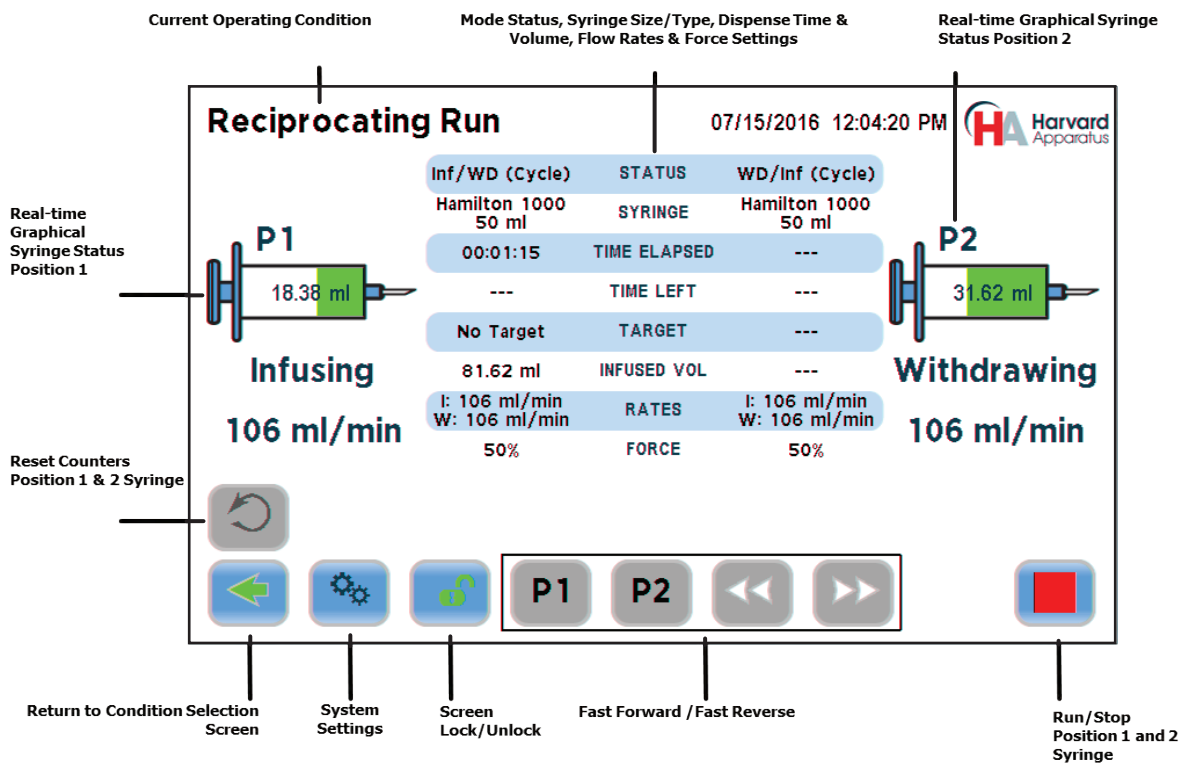 Current Operating Condition
Mode Status, Syringe Size/Type, Dispense Time &
Volume, Flow Rates & Force Settings
Real-time Graphical Syringe
Status Position 2
Reciprocating Run
07/15/2016 12:04:20 PM
HA Harvard
Apparatus
Inf/WD (Cycle) STATUS WD/Inf (Cycle)
Hamilton 1000
50 ml
SYRINGE
Hamilton 1000
50 ml
00:01:15 TIME ELAPSED ---
--- TIME LEFT ---
No Target TARGET ---
81.62 ml INFUSED VOL ---
I: 106 ml/min
W: 106 ml/min
RATES
I: 106 ml/min
W: 106 ml/min
50% FORCE 50%
Real-time
Graphical
Syringe Status
Position 1
P1
18.38 ml
Infusing
106 ml/min
P2
31.62 ml
Withdrawing
106 ml/min
Reset Counters
Position 1 & 2 Syringe
P1
P2
Return to Condition Selection
Screen
System
Settings
Screen
Lock/Unlock
Fast Forward /Fast Reverse
Run/Stop
Position 1 and 2
Syringe